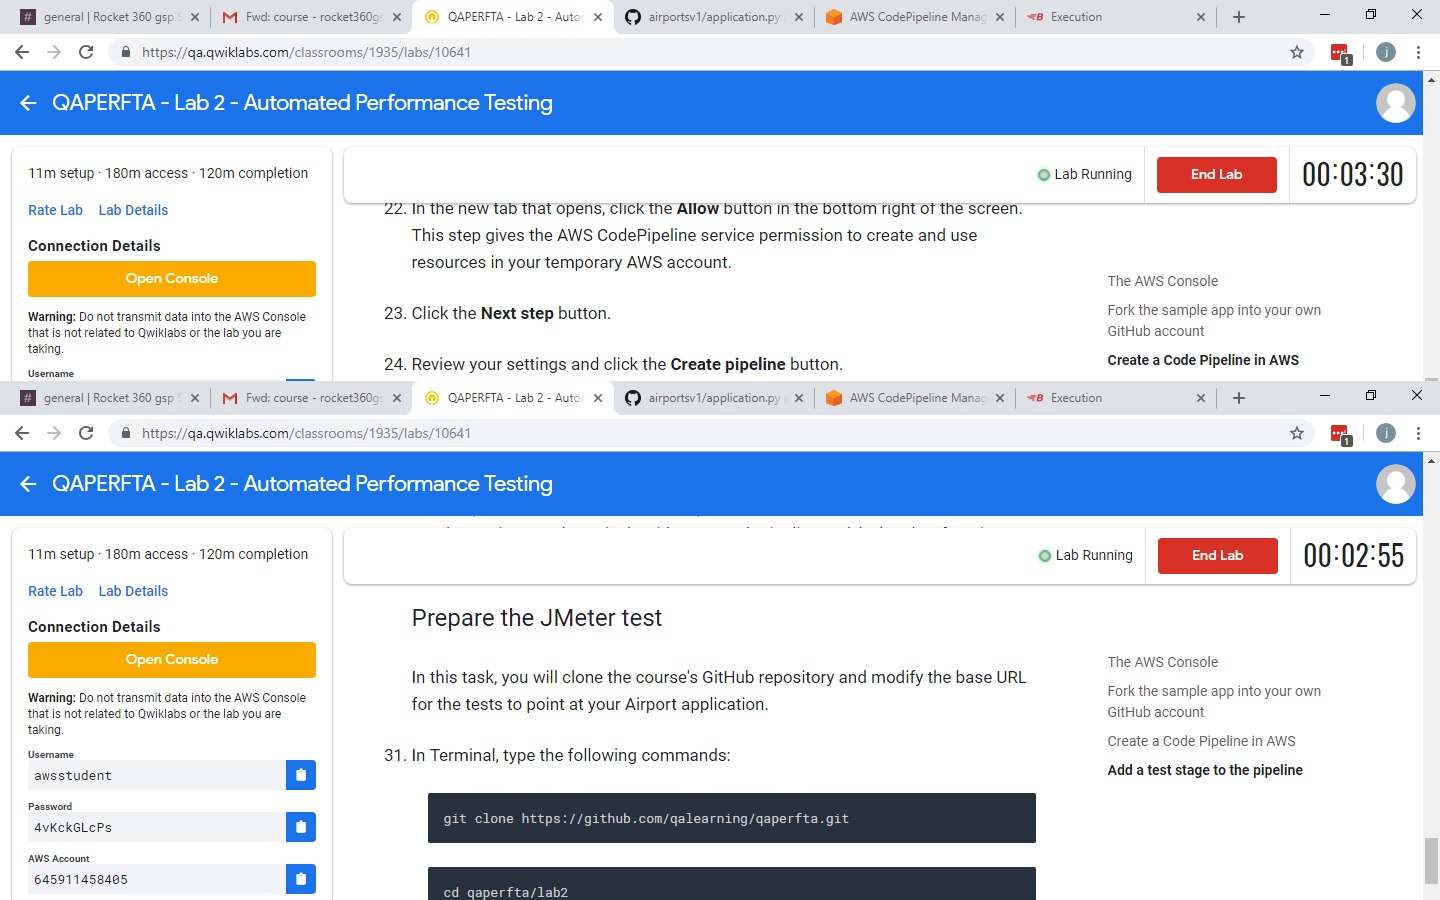 general | Rocket 360 gsp
Fwd: course - rocket360gs
QAPERFTA - Lab 2 - Autor
airportsv1/application.py
AWS CodePipeline Manag
Execution
https://qa.qwiklabs.com/classrooms/1935/labs/10641
1
j
QAPERFTA - Lab 2 - Automated Performance Testing
11m setup · 180m access · 120m completion
Rate Lab Lab Details
Connection Details
Open Console
Warning: Do not transmit data into the AWS Console
that is not related to Qwiklabs or the lab you are
taking.
Username
Lab Running
End Lab
00:03:30
22. In the new tab that opens, click the Allow button in the bottom right of the screen.
This step gives the AWS CodePipeline service permission to create and use
resources in your temporary AWS account.
23. Click the Next step button.
24. Review your settings and click the Create pipeline button.
The AWS Console
Fork the sample app into your own
GitHub account
Create a Code Pipeline in AWS
general | Rocket 360 gsp
Fwd: course - rocket360gs
QAPERFTA - Lab 2 - Autor
airportsv1/application.py
AWS CodePipeline Manag
Execution
https://qa.qwiklabs.com/classrooms/1935/labs/10641
1
j
QAPERFTA - Lab 2 - Automated Performance Testing
11m setup · 180m access · 120m completion
Rate Lab Lab Details
Connection Details
Open Console
Warning: Do not transmit data into the AWS Console
that is not related to Qwiklabs or the lab you are
taking.
Username
awsstudent
Password
4vKckGLcPs
AWS Account
645911458405
Lab Running
End Lab
00:02:55
Prepare the JMeter test
In this task, you will clone the course's GitHub repository and modify the base URL
for the tests to point at your Airport application.
31. In Terminal, type the following commands:
git clone https://github.com/qalearning/qaperfta.git
cd qaperfta/lab2
The AWS Console
Fork the sample app into your own
GitHub account
Create a Code Pipeline in AWS
Add a test stage to the pipeline